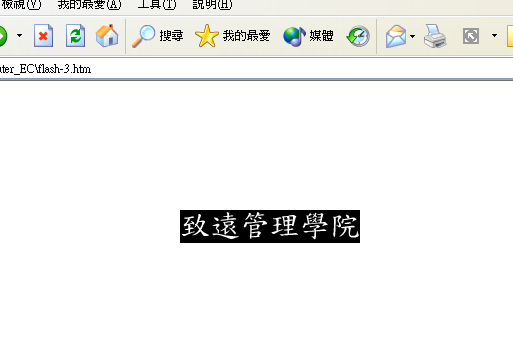 檢視(V) 我的最愛(A) 工具(T) 說明(H)
搜尋 我的最愛 媒體
uter_EC\flash-3.htm
致遠管理學院